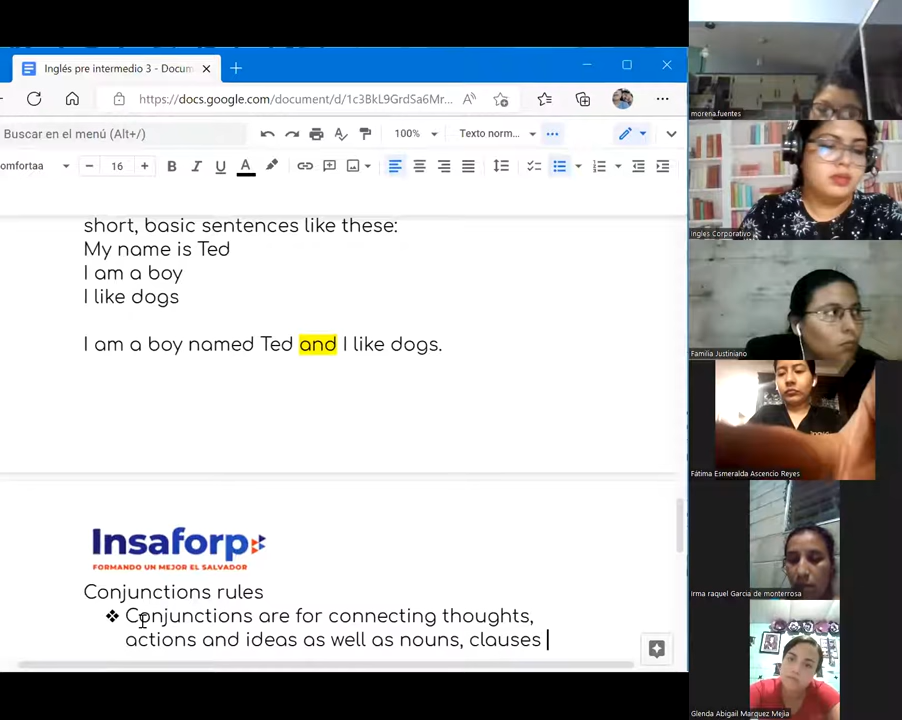 Inglés pre intermedio 3 - Docum
https://docs.google.com/document/d/1c3BkL9GrdSa6Mr...
Buscar en el menú (Alt+/)
100%
Texto norm...
omfortaa
16
B I U A
short, basic sentences like these:
My name is Ted
I am a boy
I like dogs
I am a boy named Ted and I like dogs.
Insaforp
FORMANDO UN MEJOR EL SALVADOR
Conjunctions rules
❖ Conjunctions are for connecting thoughts,
actions and ideas as well as nouns, clauses
morena.fuentes
Ingles Corporativo
Familia Justiniano
Fátima Esmeralda Ascencio Reyes
Irma raquel Garcia de monterrosa
Glenda Abigail Marquez Mejia